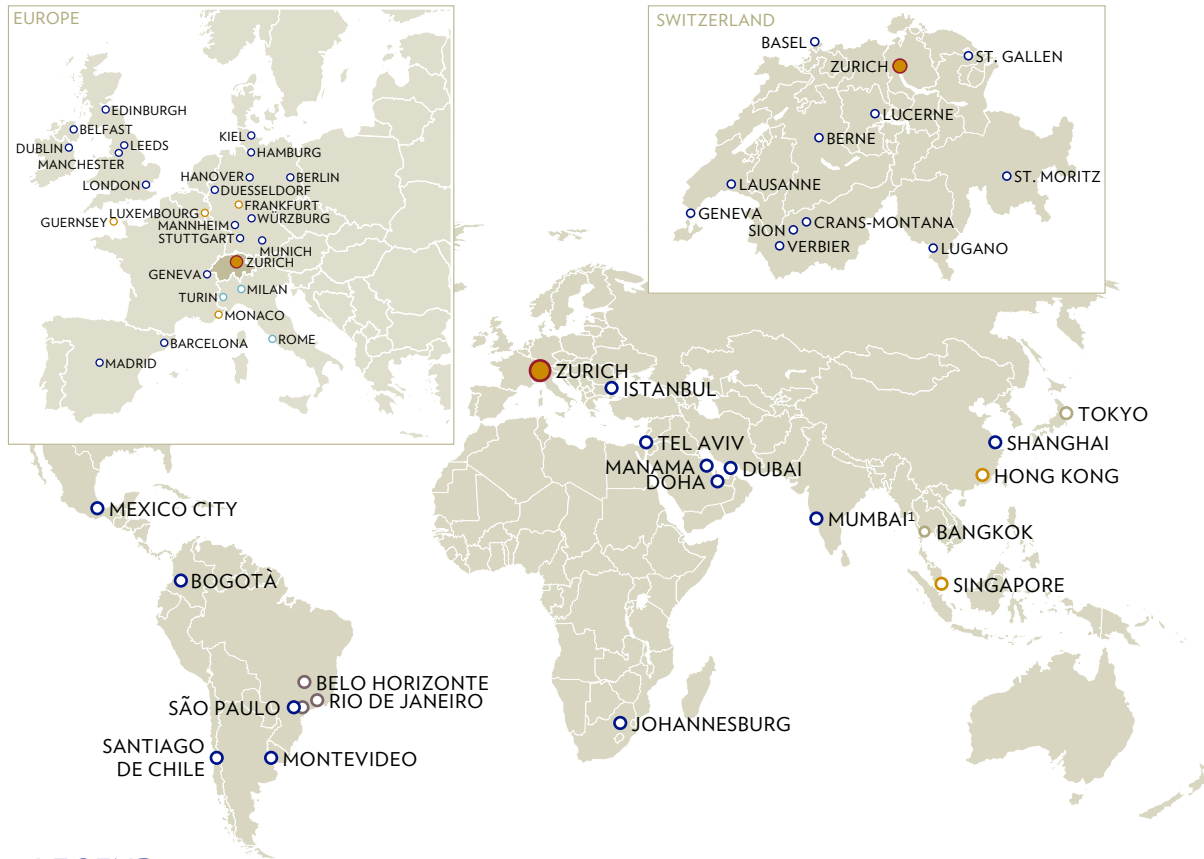 EUROPE
EDINBURGH
BELFAST
DUBLIN
LEEDS
MANCHESTER
LONDON
GUERNSEY
KIEL
HAMBURG
HANOVER
BERLIN
DUESSELDORF
FRANKFURT
LUXEMBOURG
WÜRZBURG
MANNHEIM
STUTTGART
MUNICH
ZURICH
GENEVA
MILAN
TURIN
MONACO
ROME
BARCELONA
MADRID
SWITZERLAND
BASEL
ST. GALLEN
ZURICH
LUCERNE
BERNE
ST. MORITZ
LAUSANNE
GENEVA
CRANS-MONTANA
SION
VERBIER
LUGANO
ZURICH
ISTANBUL
TOKYO
TEL AVIV
SHANGHAI
MANAMA
DUBAI
DOHA
HONG KONG
MEXICO CITY
MUMBAI¹
BANGKOK
BOGOTÀ
SINGAPORE
BELO HORIZONTE
RIO DE JANEIRO
SÃO PAULO
JOHANNESBURG
SANTIAGO
DE CHILE
MONTEVIDEO